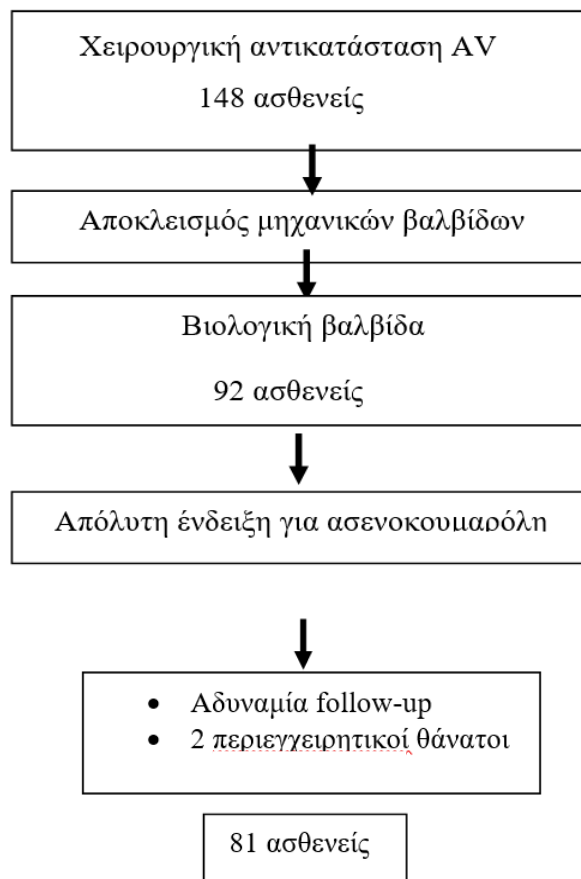 Χειρουργική αντικατάσταση AV
148 ασθενείς
Αποκλεισμός μηχανικών βαλβίδων
Βιολογική βαλβίδα
92 ασθενείς
Απόλυτη ένδειξη για ασενοκουμαρόλη
• Αδυναμία follow-up
• 2 περιεγχειρητικοί θάνατοι
81 ασθενείς